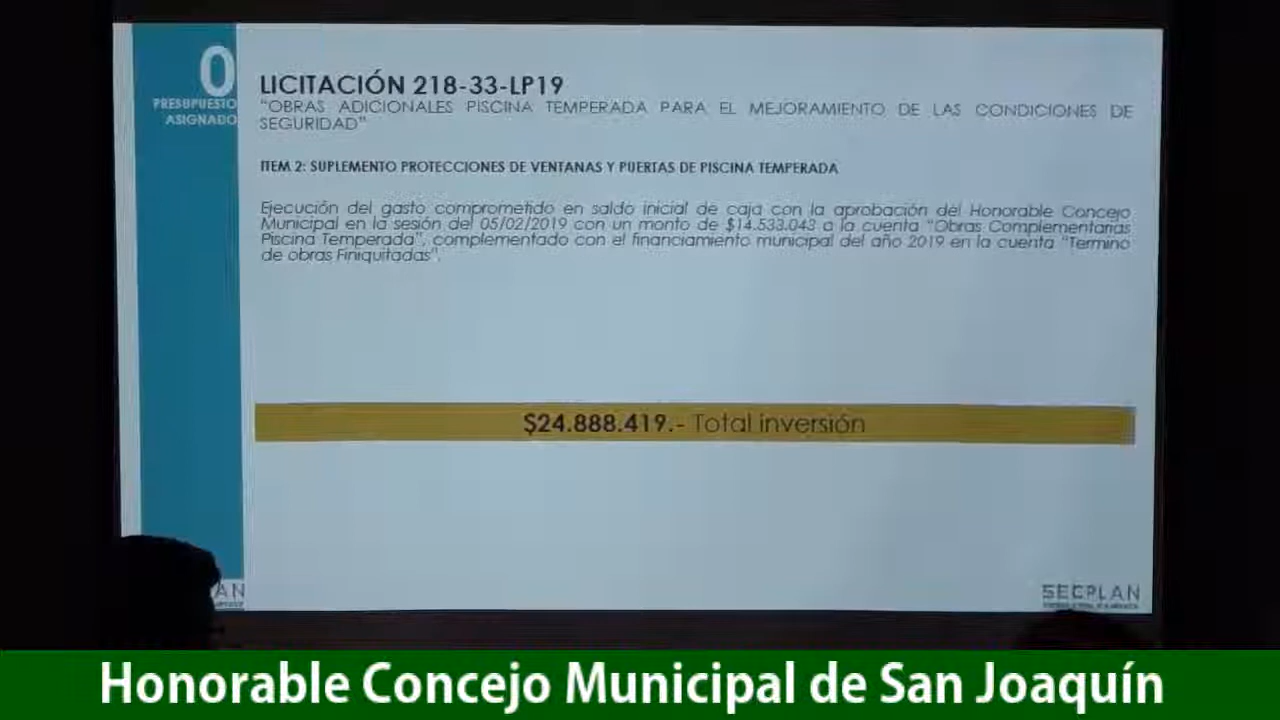 0
PRESUPUESTO
ASIGNADO
LICITACIÓN 218-33-LP19
“OBRAS ADICIONALES PISCINA TEMPERADA PARA EL MEJORAMIENTO DE LAS CONDICIONES DE
SEGURIDAD”
ITEM 2: SUPLEMENTO PROTECCIONES DE VENTANAS Y PUERTAS DE PISCINA TEMPERADA
Ejecución del gasto comprometido en saldo inicial de caja con la aprobación del Honorable Concejo
Municipal en la sesión del 05/02/2019 con un monto de $14.533.043 a la cuenta “Obras Complementarias
Piscina Temperada”, complementado con el financiamiento municipal del año 2019 en la cuenta “Termino
de obras Finiquitadas”.
$24.888.419.- Total inversión
AN
SECPLAN
Honorable Concejo Municipal de San Joaquín